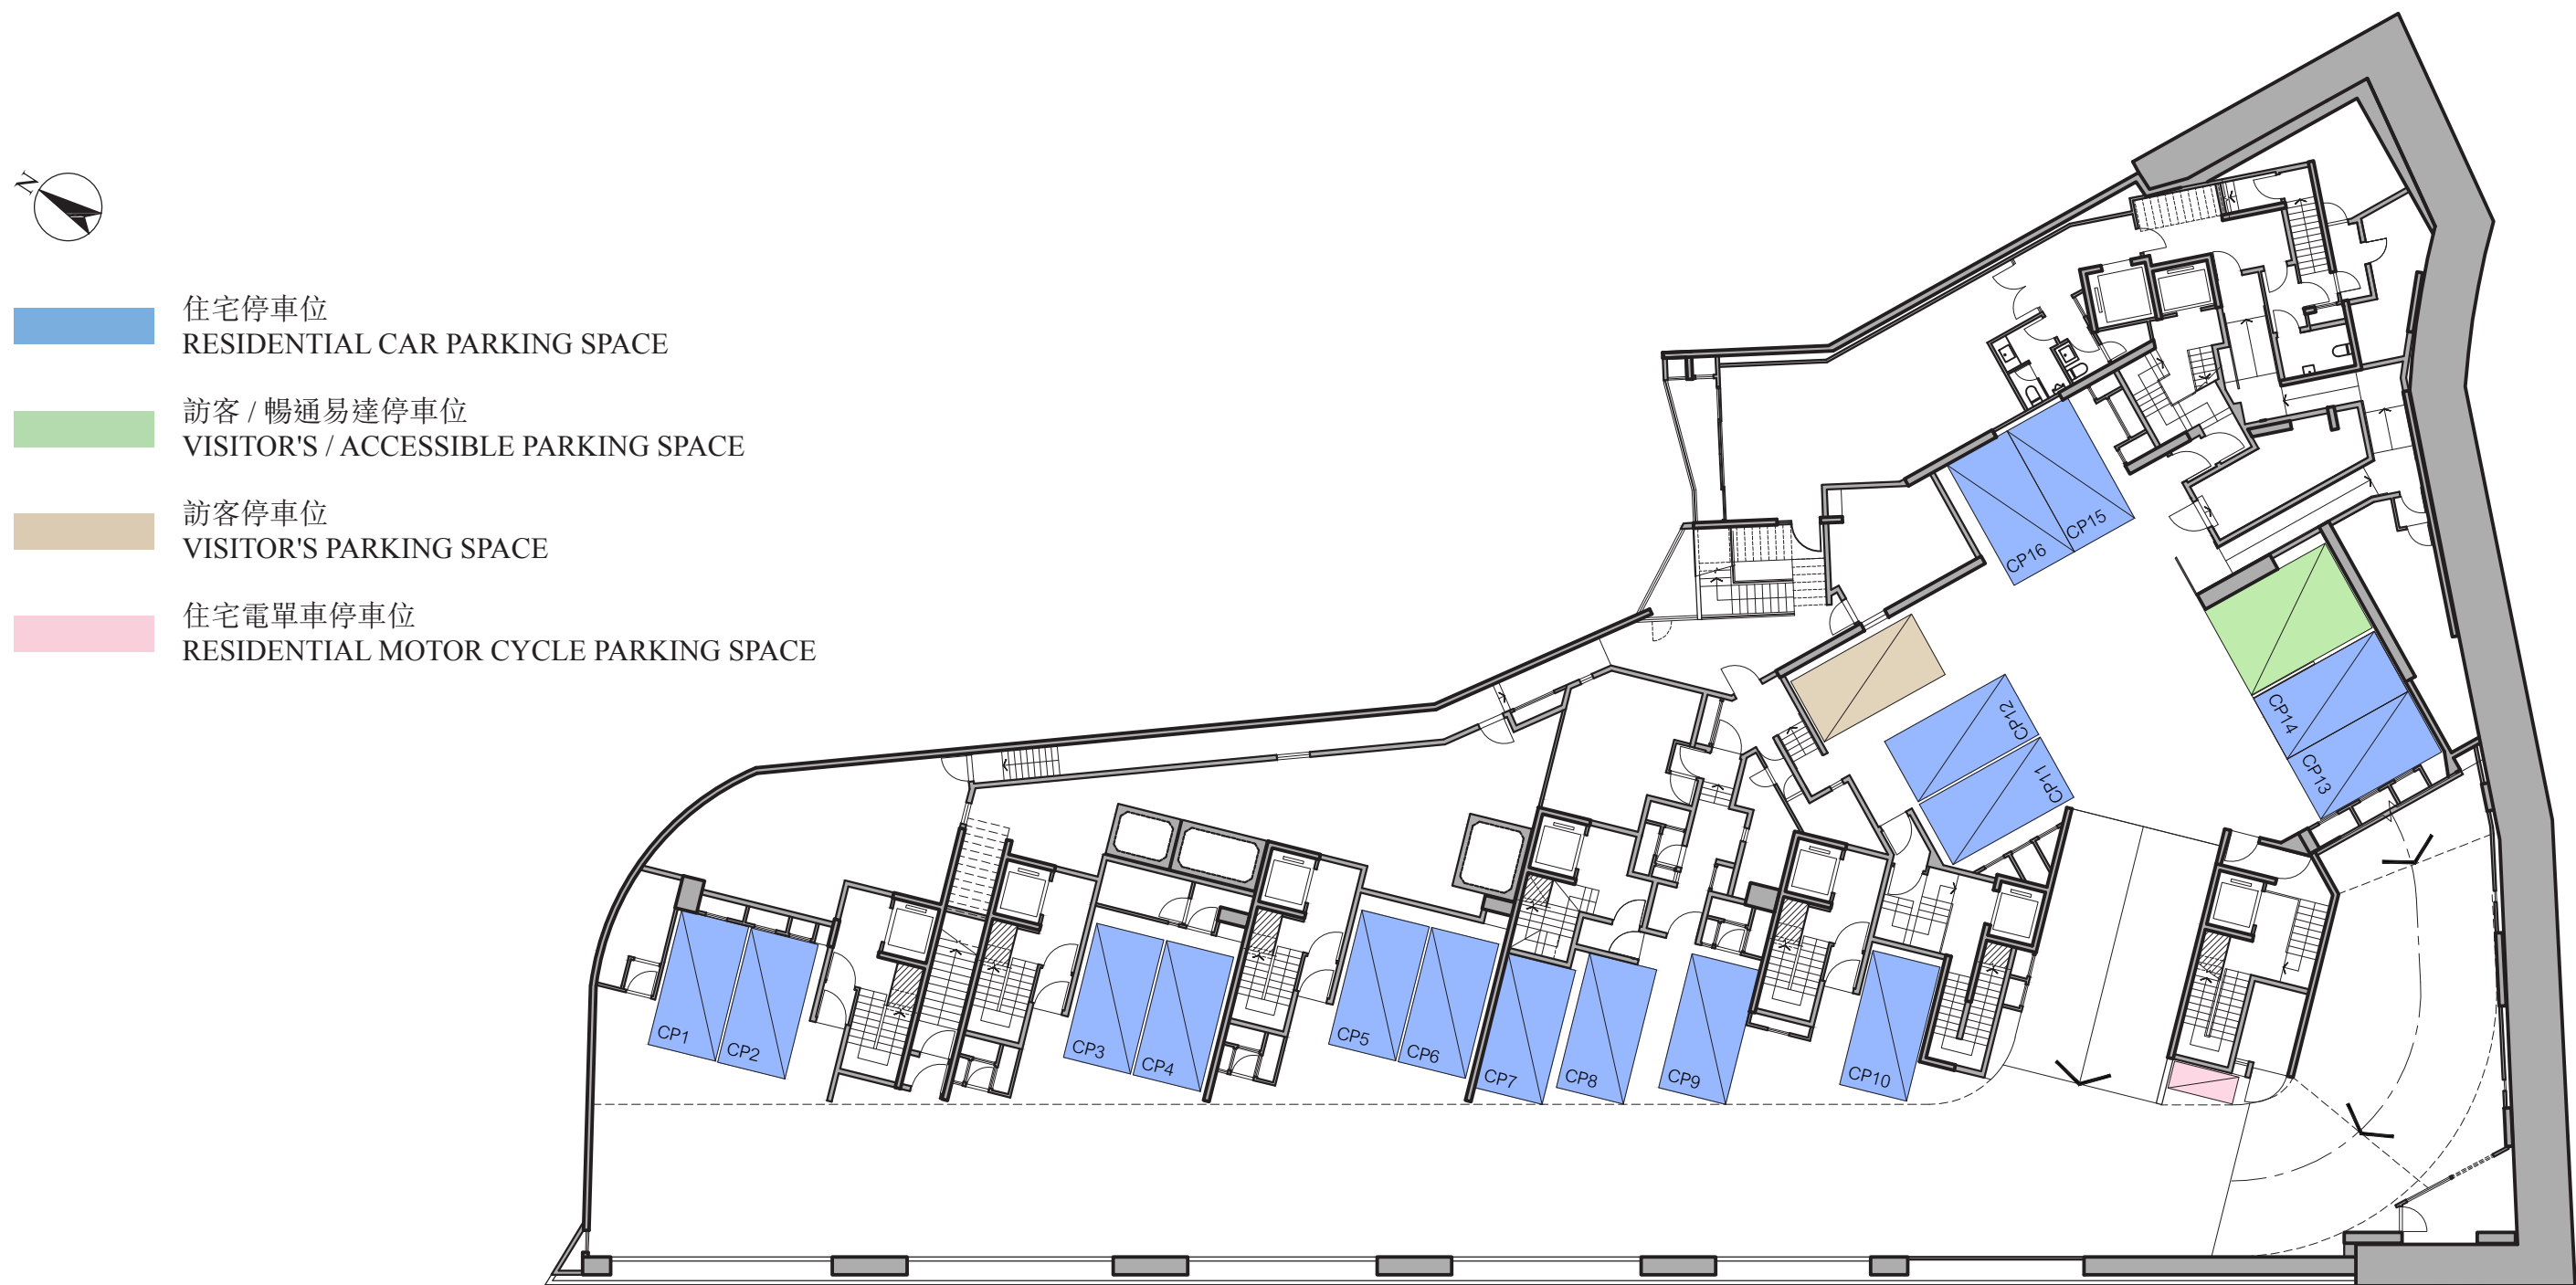 N
住宅停車位
RESIDENTIAL CAR PARKING SPACE
訪客 / 暢通易達停車位
VISITOR'S / ACCESSIBLE PARKING SPACE
訪客停車位
VISITOR'S PARKING SPACE
住宅電單車停車位
RESIDENTIAL MOTOR CYCLE PARKING SPACE
CP1
CP2
CP3
CP4
CP5
CP6
CP7
CP8
CP9
CP10
CP11
CP12
CP13
CP14
CP15
CP16